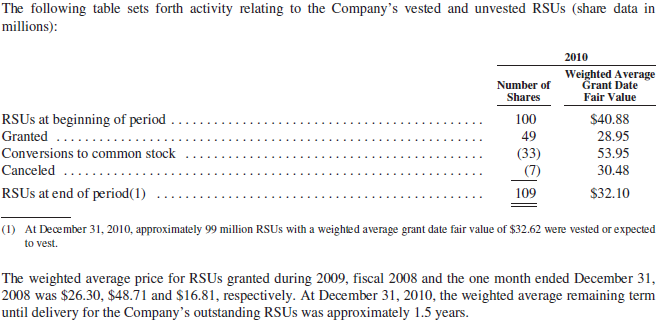 The following table sets forth activity relating to the Company's vested and unvested RSUs (share data in
millions):
2010
Number of Shares Weighted Average Grant Date Fair Value
RSUs at beginning of period . . . . . . . . . . . . . . . . . . . . . . . . . . . . . . 100 $40.88
Granted . . . . . . . . . . . . . . . . . . . . . . . . . . . . . . 49 28.95
Conversions to common stock . . . . . . . . . . . . . . . . . . . . . . . . . . . . . . (33) 53.95
Canceled . . . . . . . . . . . . . . . . . . . . . . . . . . . . . . (7) 30.48
RSUs at end of period(1) . . . . . . . . . . . . . . . . . . . . . . . . . . . . . . 109 $32.10
(1) At December 31, 2010, approximately 99 million RSUs with a weighted average grant date fair value of $32.62 were vested or expected
to vest.
The weighted average price for RSUs granted during 2009, fiscal 2008 and the one month ended December 31,
2008 was $26.30, $48.71 and $16.81, respectively. At December 31, 2010, the weighted average remaining term
until delivery for the Company's outstanding RSUs was approximately 1.5 years.